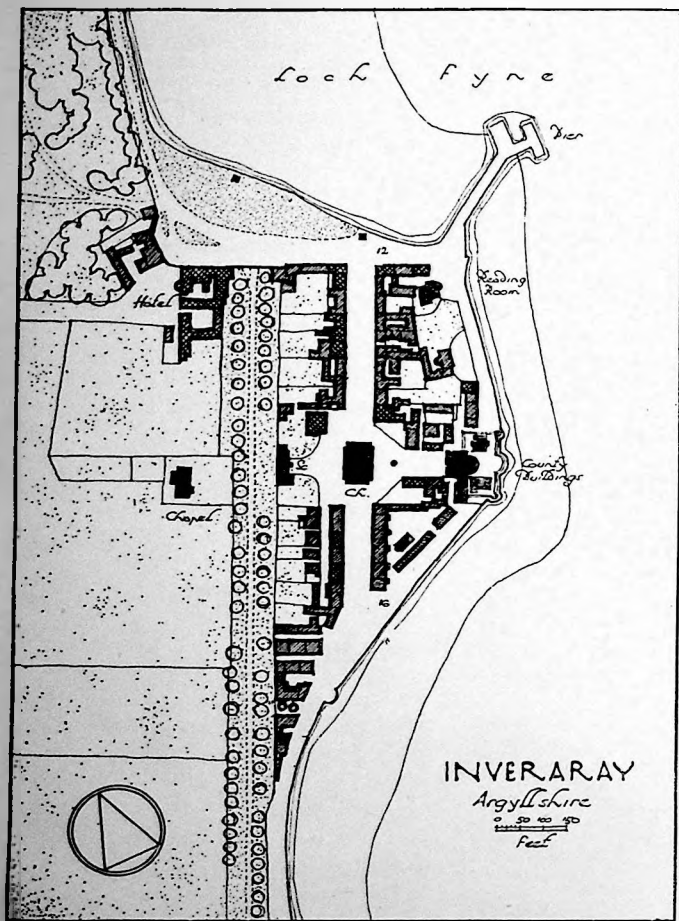 Loch Fyne
Pier
12
Reading
Room
Hotel
County
Buildings
Ch.
Chapel
16
INVERARAY
Argyllshire
0 50 100 150
Feet